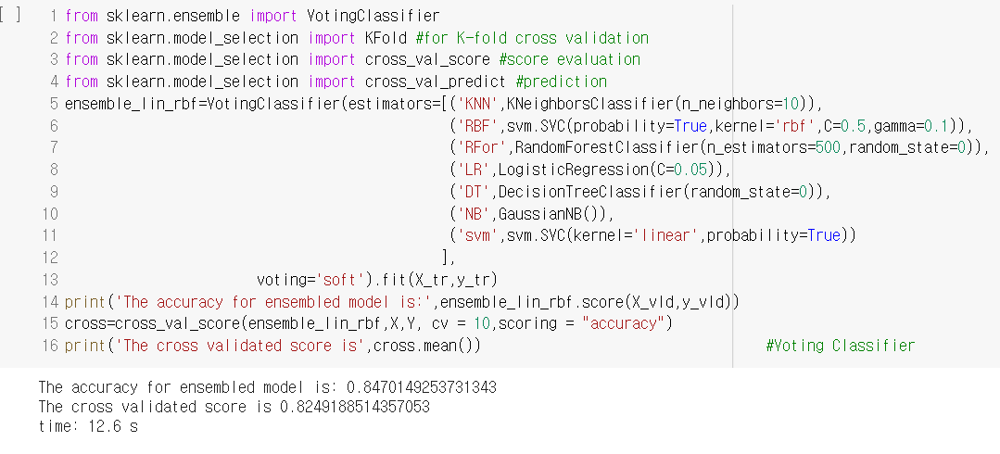 [ ]
1 from sklearn.ensemble import VotingClassifier
2 from sklearn.model_selection import KFold #for K-fold cross validation
3 from sklearn.model_selection import cross_val_score #score evaluation
4 from sklearn.model_selection import cross_val_predict #prediction
5 ensemble_lin_rbf=VotingClassifier(estimators=[('KNN',KNeighborsClassifier(n_neighbors=10)),
6 ('RBF',svm.SVC(probability=True,kernel='rbf',C=0.5,gamma=0.1)),
7 ('RFor',RandomForestClassifier(n_estimators=500,random_state=0)),
8 ('LR',LogisticRegression(C=0.05)),
9 ('DT',DecisionTreeClassifier(random_state=0)),
10 ('NB',GaussianNB()),
11 ('svm',svm.SVC(kernel='linear',probability=True))
12 ],
13 voting='soft').fit(X_tr,y_tr)
14 print('The accuracy for ensembled model is:',ensemble_lin_rbf.score(X_vld,y_vld))
15 cross=cross_val_score(ensemble_lin_rbf,X,Y, cv = 10,scoring = "accuracy")
16 print('The cross validated score is',cross.mean()) #Voting Classifier
The accuracy for ensembled model is: 0.8470149253731343
The cross validated score is 0.8249188514357053
time: 12.6 s